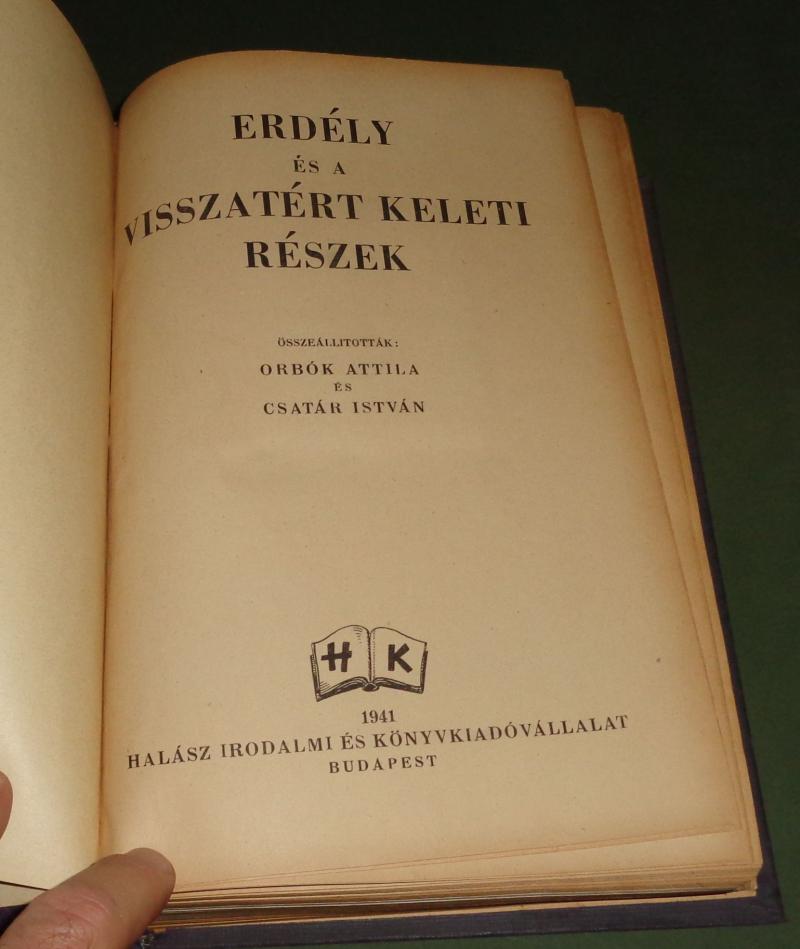 ERDÉLY
ÉS A
VISSZATÉRT KELETI
RÉSZEK
ÖSSZEÁLLITOTTÁK:
ORBÓK ATTILA
ÉS
CSATÁR ISTVÁN
H K
1941
HALÁSZ IRODALMI ÉS KÖNYVKIADÓVÁLLALAT
BUDAPEST